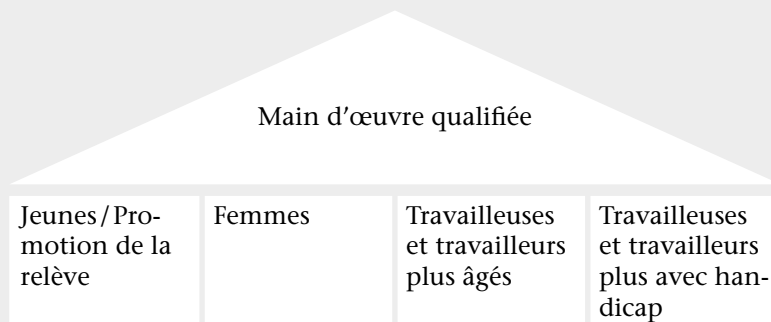 Main d'œuvre qualifiée
Jeunes/Pro-
motion de la
relève
Femmes
Travailleuses
et travailleurs
plus âgés
Travailleuses
et travailleurs
plus avec han-
dicap